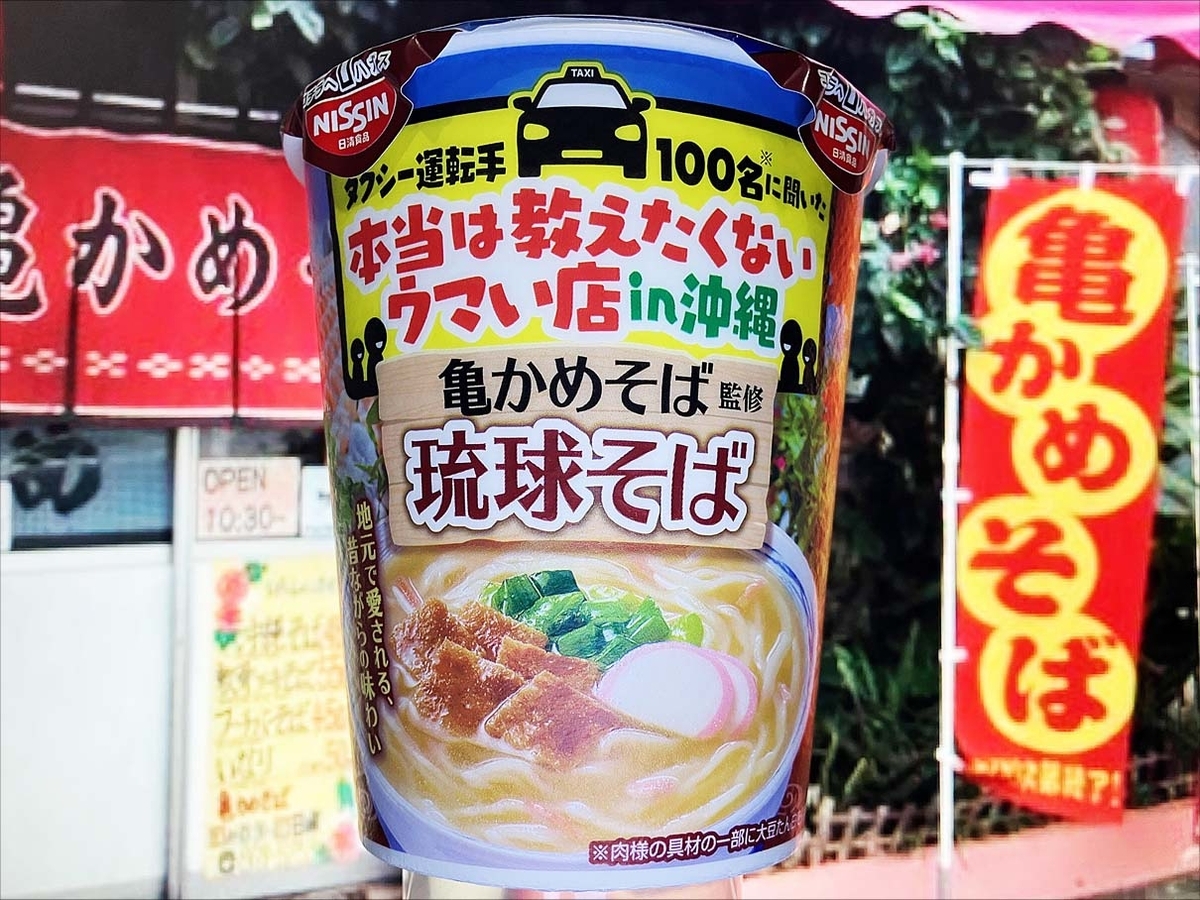 TAXI
NISSIN
日清食品
NISSIN
日清食品
タクシー運転手
100名※に聞いた
本当は教えたくない
ウマい店in沖縄
亀かめそば監修
琉球そば
地元で愛される、
昔ながらの味わい
※肉様の具材の一部に大豆たん
亀かめ
OPEN
10:30~
いなり
亀かめそば